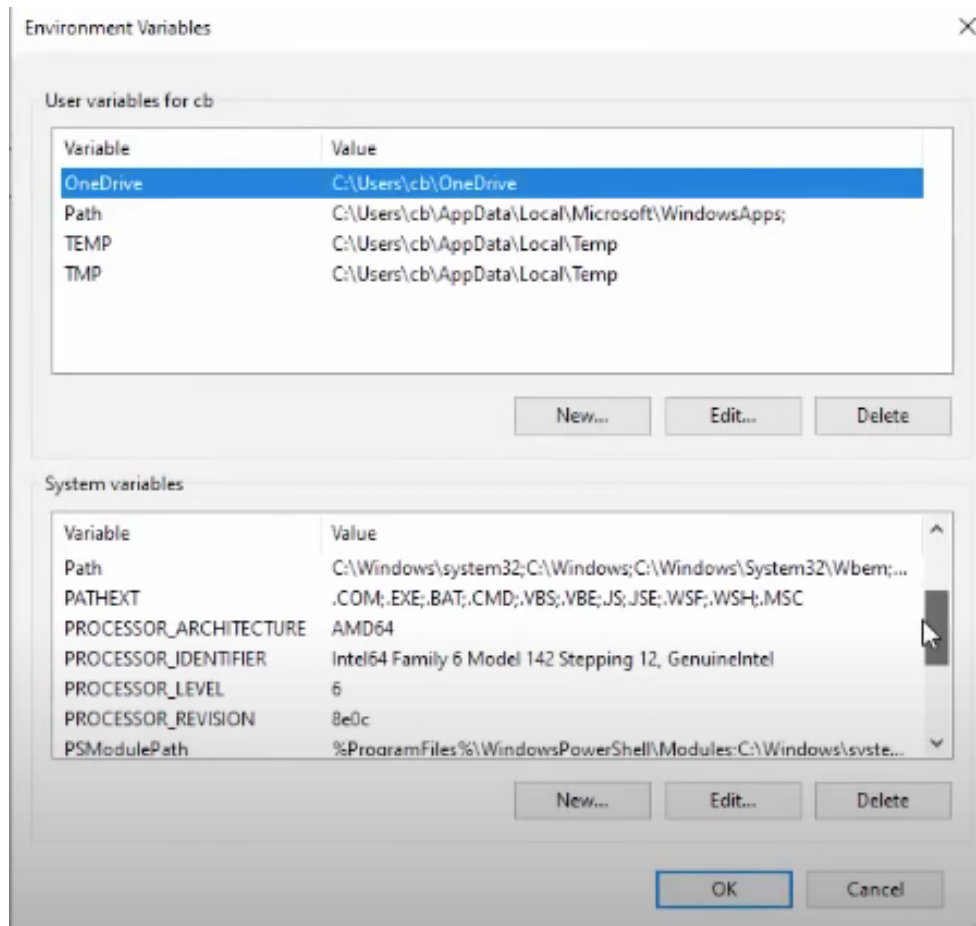 Environment Variables
User variables for cb
Variable Value
OneDrive C:\Users\cb\OneDrive
Path C:\Users\cb\AppData\Local\Microsoft\WindowsApps;
TEMP C:\Users\cb\AppData\Local\Temp
TMP C:\Users\cb\AppData\Local\Temp
New... Edit... Delete
System variables
Variable Value
Path C:\Windows\system32;C:\Windows;C:\Windows\System32\Wbem;...
PATHEXT .COM;.EXE;.BAT;.CMD;.VBS;.VBE;.JS;.JSE;.WSF;.WSH;.MSC
PROCESSOR_ARCHITECTURE AMD64
PROCESSOR_IDENTIFIER Intel64 Family 6 Model 142 Stepping 12, GenuineIntel
PROCESSOR_LEVEL 6
PROCESSOR_REVISION 8e0c
PSModulePath %ProgramFiles%\WindowsPowerShell\Modules;C:\Windows\syste...
New... Edit... Delete
OK Cancel